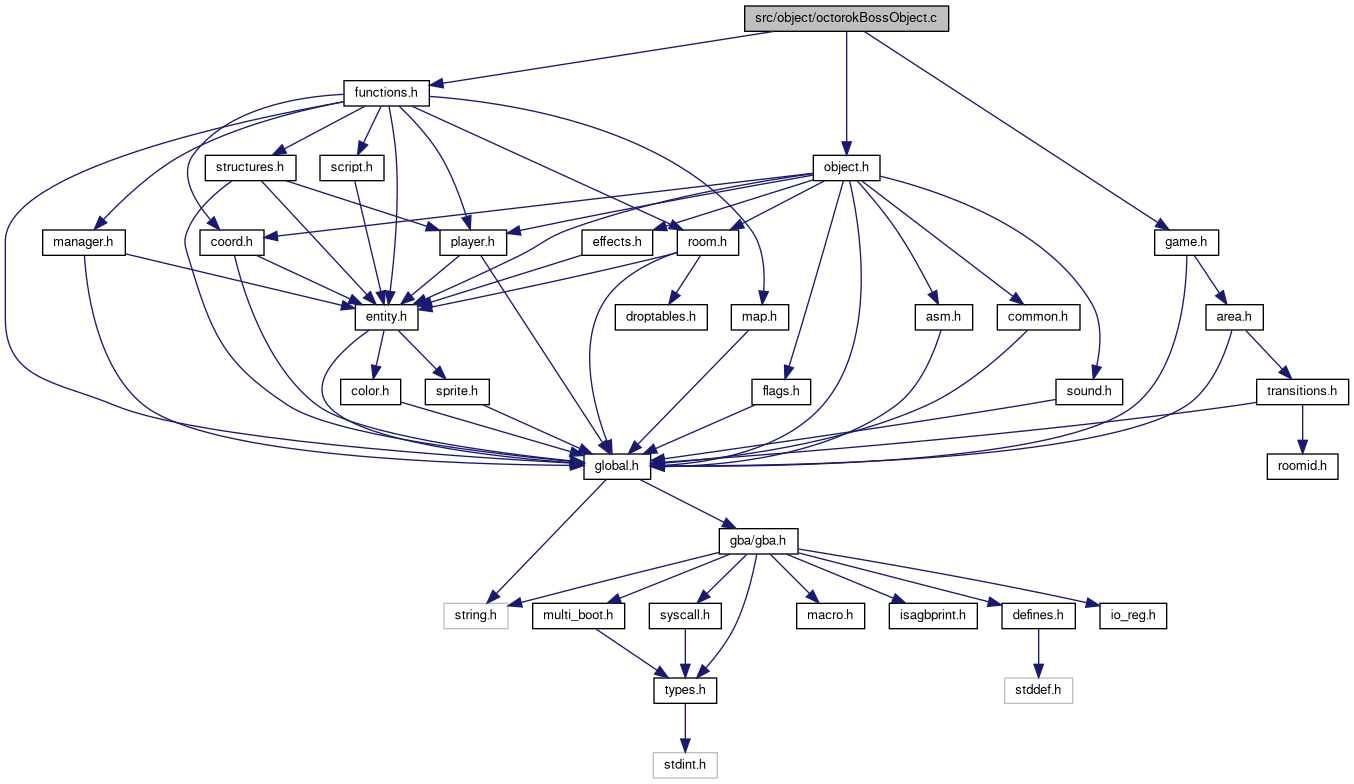 src/object/octorokBossObject.c
functions.h
structures.h
script.h
object.h
manager.h
coord.h
player.h
effects.h
room.h
game.h
entity.h
droptables.h
map.h
asm.h
common.h
area.h
color.h
sprite.h
flags.h
sound.h
transitions.h
global.h
roomid.h
gba/gba.h
string.h
multi_boot.h
syscall.h
macro.h
isagbprint.h
defines.h
io_reg.h
types.h
stddef.h
stdint.h